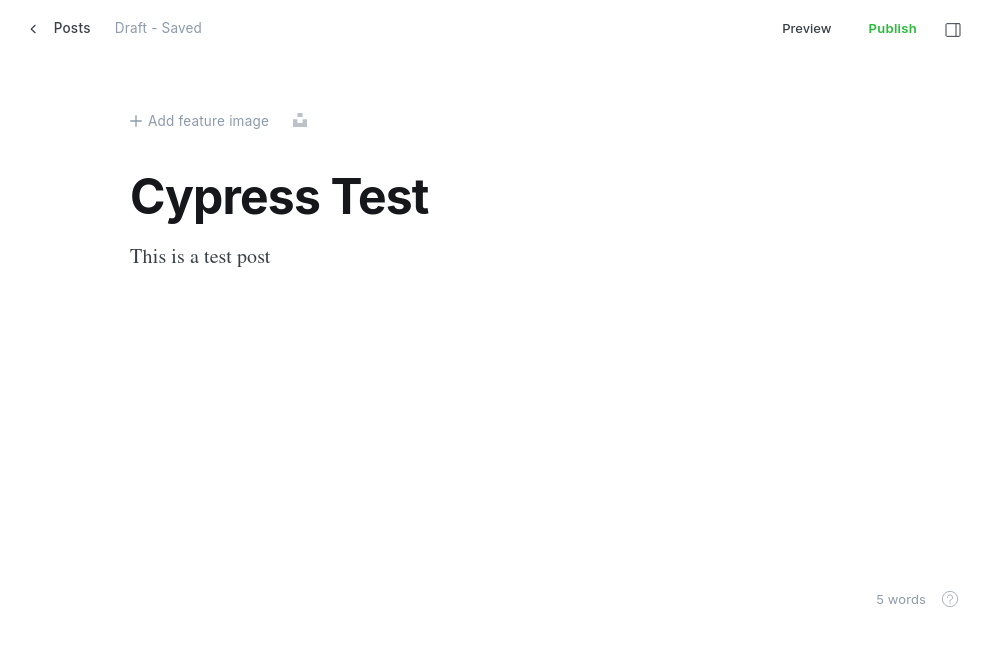 Posts Draft - Saved Preview Publish
Add feature image
Cypress Test
This is a test post
5 words ?